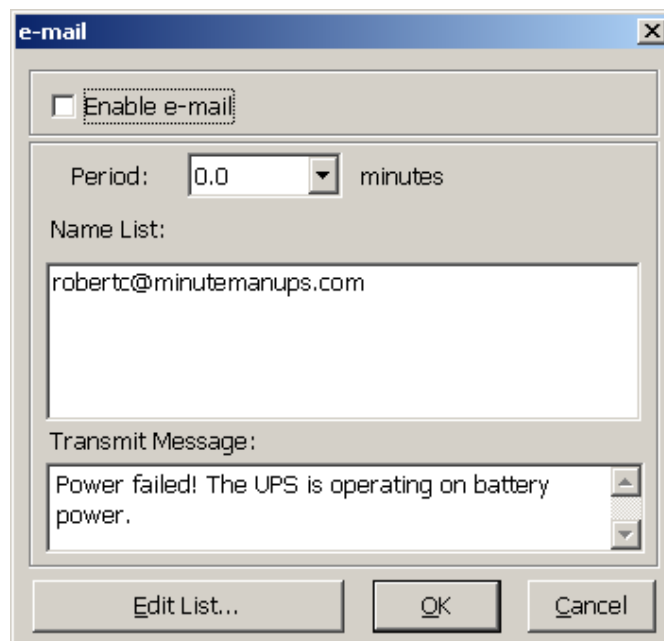 e-mail
Enable e-mail
Period: 0.0 minutes
Name List:
robertc@minutemanups.com
Transmit Message:
Power failed! The UPS is operating on battery
power.
Edit List... OK Cancel